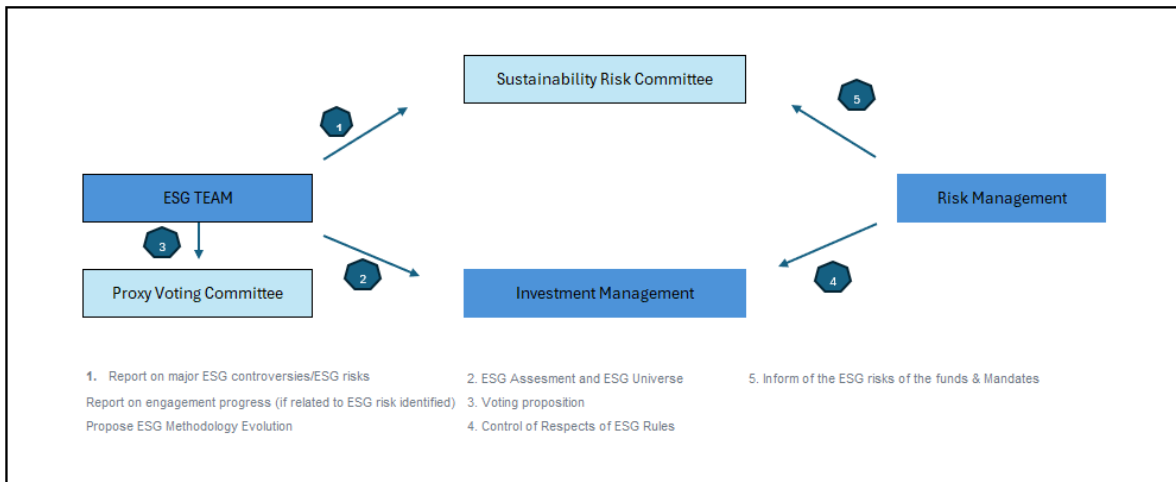 Sustainability Risk Committee
5
1
ESG TEAM
Risk Management
3
2
Proxy Voting Committee
Investment Management
4
1. Report on major ESG controversies/ESG risks
Report on engagement progress (if related to ESG risk identified)
Propose ESG Methodology Evolution
2. ESG Assesment and ESG Universe
3. Voting proposition
4. Control of Respects of ESG Rules
5. Inform of the ESG risks of the funds & Mandates